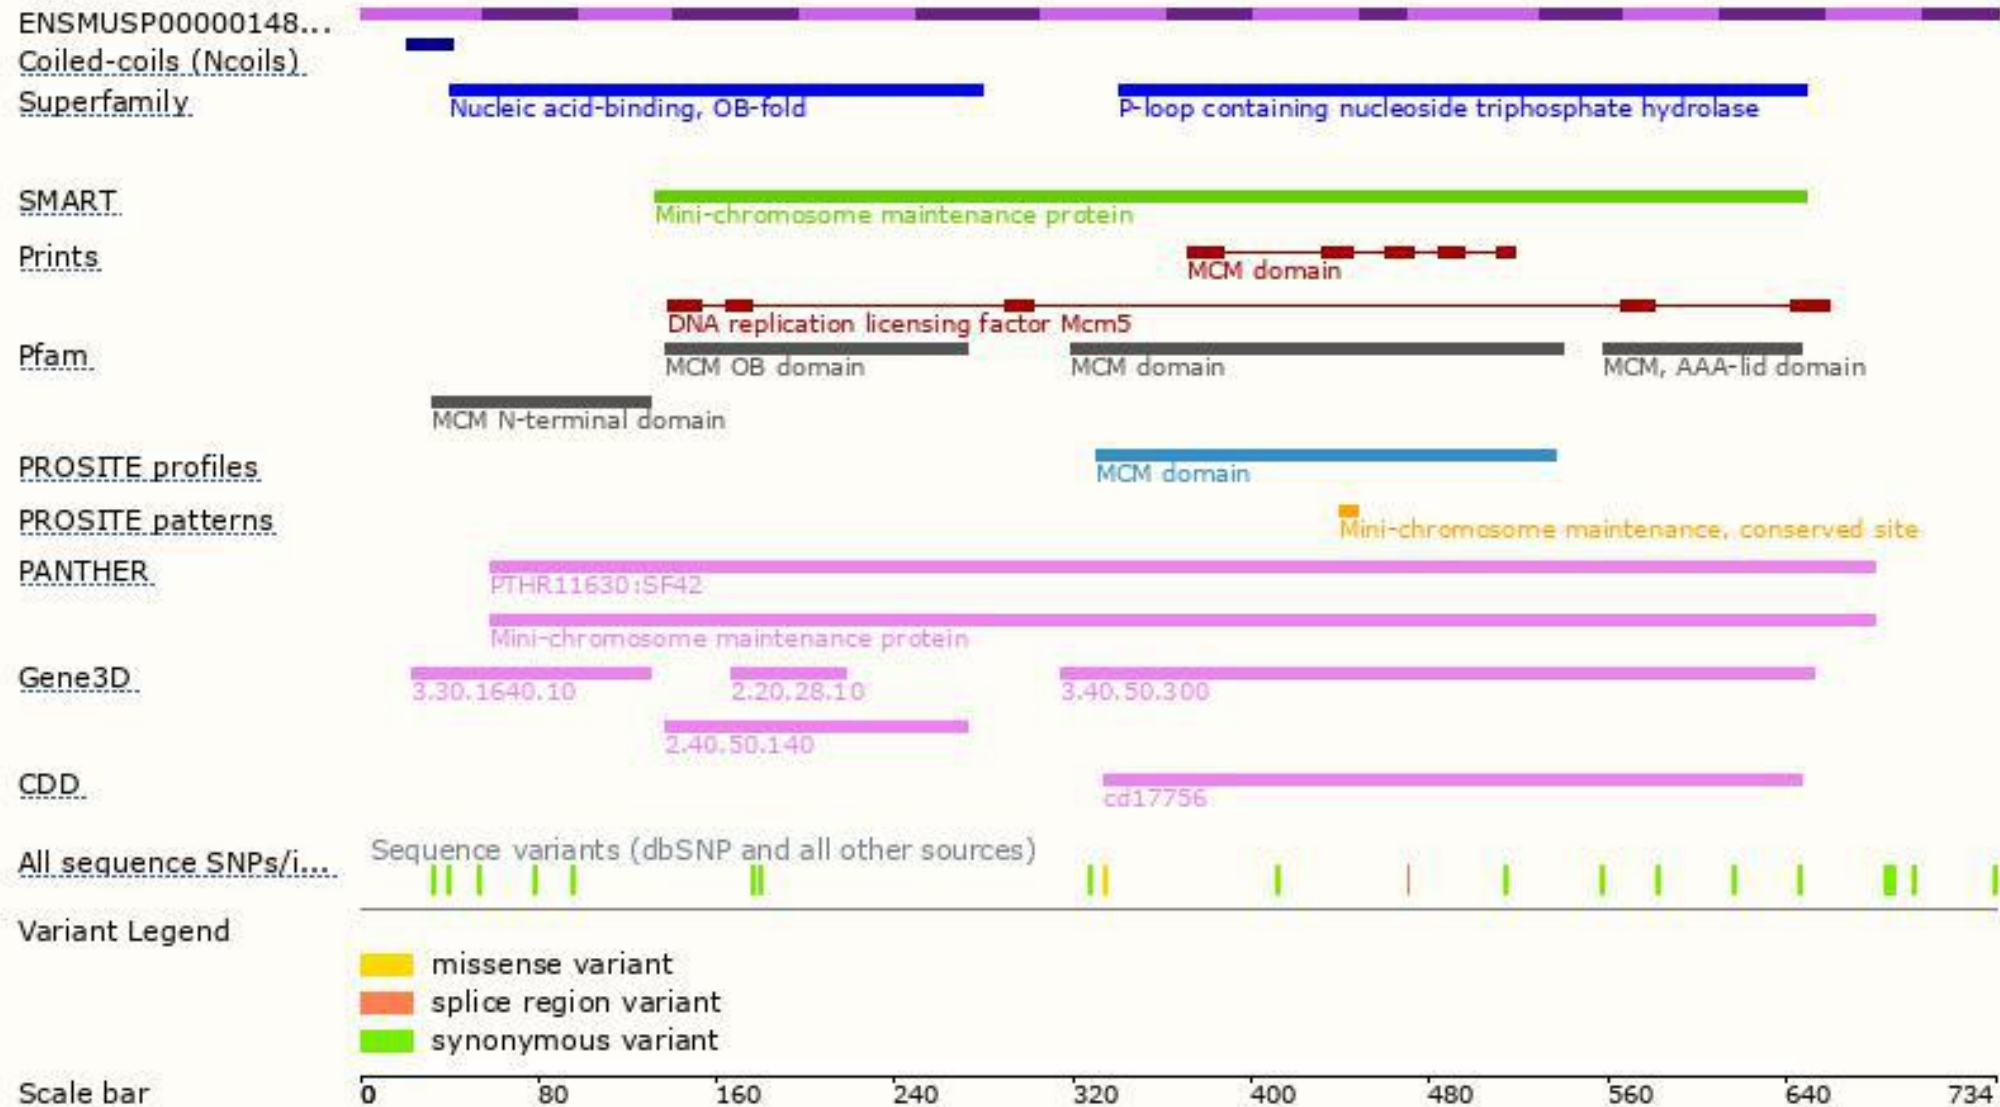 ENSMUSP00000148...
Coiled-coils (Ncoils)
Superfamily
Nucleic acid-binding, OB-fold
P-loop containing nucleoside triphosphate hydrolase
SMART
Mini-chromosome maintenance protein
Prints
MCM domain
DNA replication licensing factor Mcm5
Pfam
MCM OB domain
MCM domain
MCM, AAA-lid domain
MCM N-terminal domain
PROSITE profiles
MCM domain
PROSITE patterns
Mini-chromosome maintenance, conserved site
PANTHER
PTHR11630:SF42
Mini-chromosome maintenance protein
Gene3D
3.30.1640.10
2.20.28.10
3.40.50.300
2.40.50.140
CDD
cd17756
Sequence variants (dbSNP and all other sources)
All sequence SNPs/i...
Variant Legend
missense variant
splice region variant
synonymous variant
Scale bar
0 80 160 240 320 400 480 560 640 734